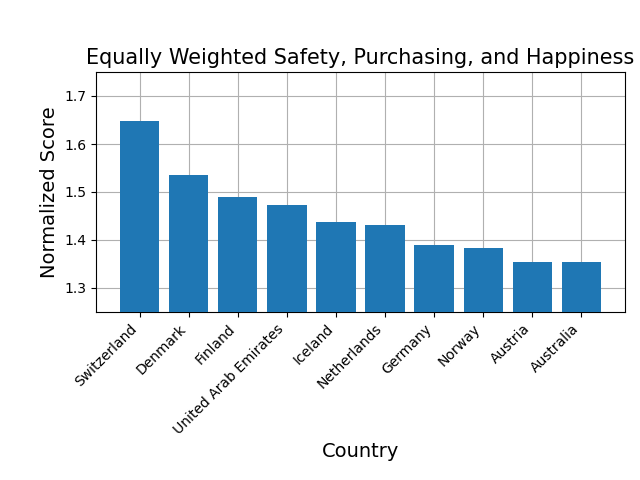 Equally Weighted Safety, Purchasing, and Happiness
Normalized Score
1.7
1.6
1.5
1.4
1.3
Switzerland
Denmark
Finland
United Arab Emirates
Iceland
Netherlands
Germany
Norway
Austria
Australia
Country